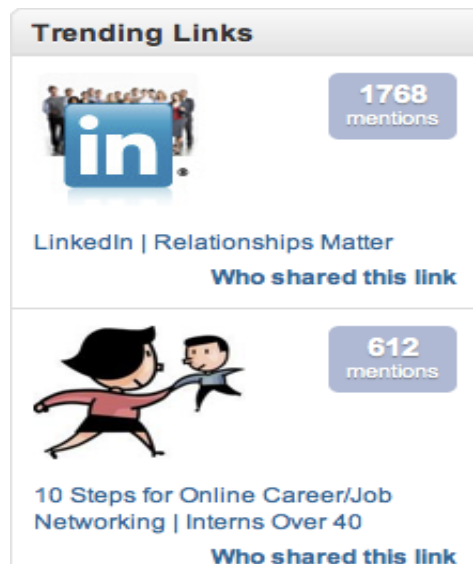 Trending Links
1768
mentions
in
®
LinkedIn | Relationships Matter
Who shared this link
612
mentions
10 Steps for Online Career/Job
Networking | Interns Over 40
Who shared this link